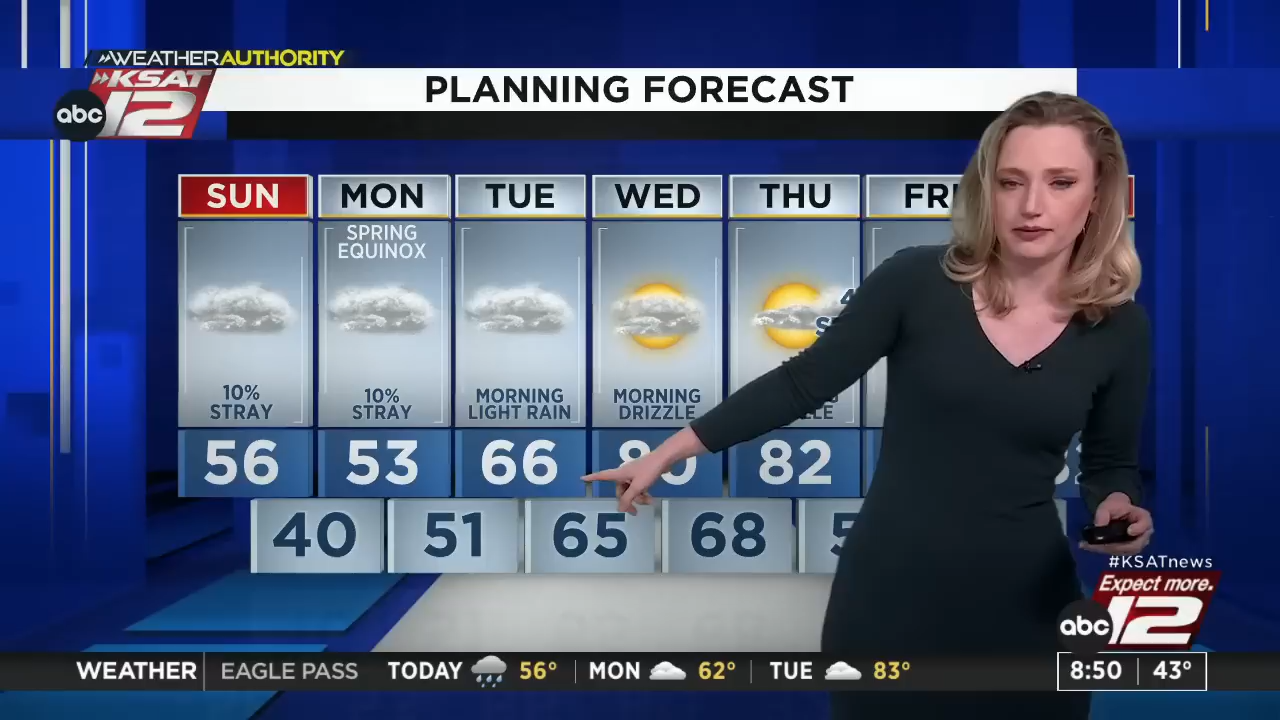 WEATHERAUTHORITY
KSAT
abc 12
PLANNING FORECAST
SUN MON TUE WED THU
SPRING
EQUINOX
10%
STRAY
10%
STRAY
MORNING
LIGHT RAIN
MORNING
DRIZZLE
56 53 66 80 82
40 51 65 68
#KSATnews
Expect more.
abc 12
WEATHER EAGLE PASS TODAY 56° MON 62° TUE 83° 8:50 43°